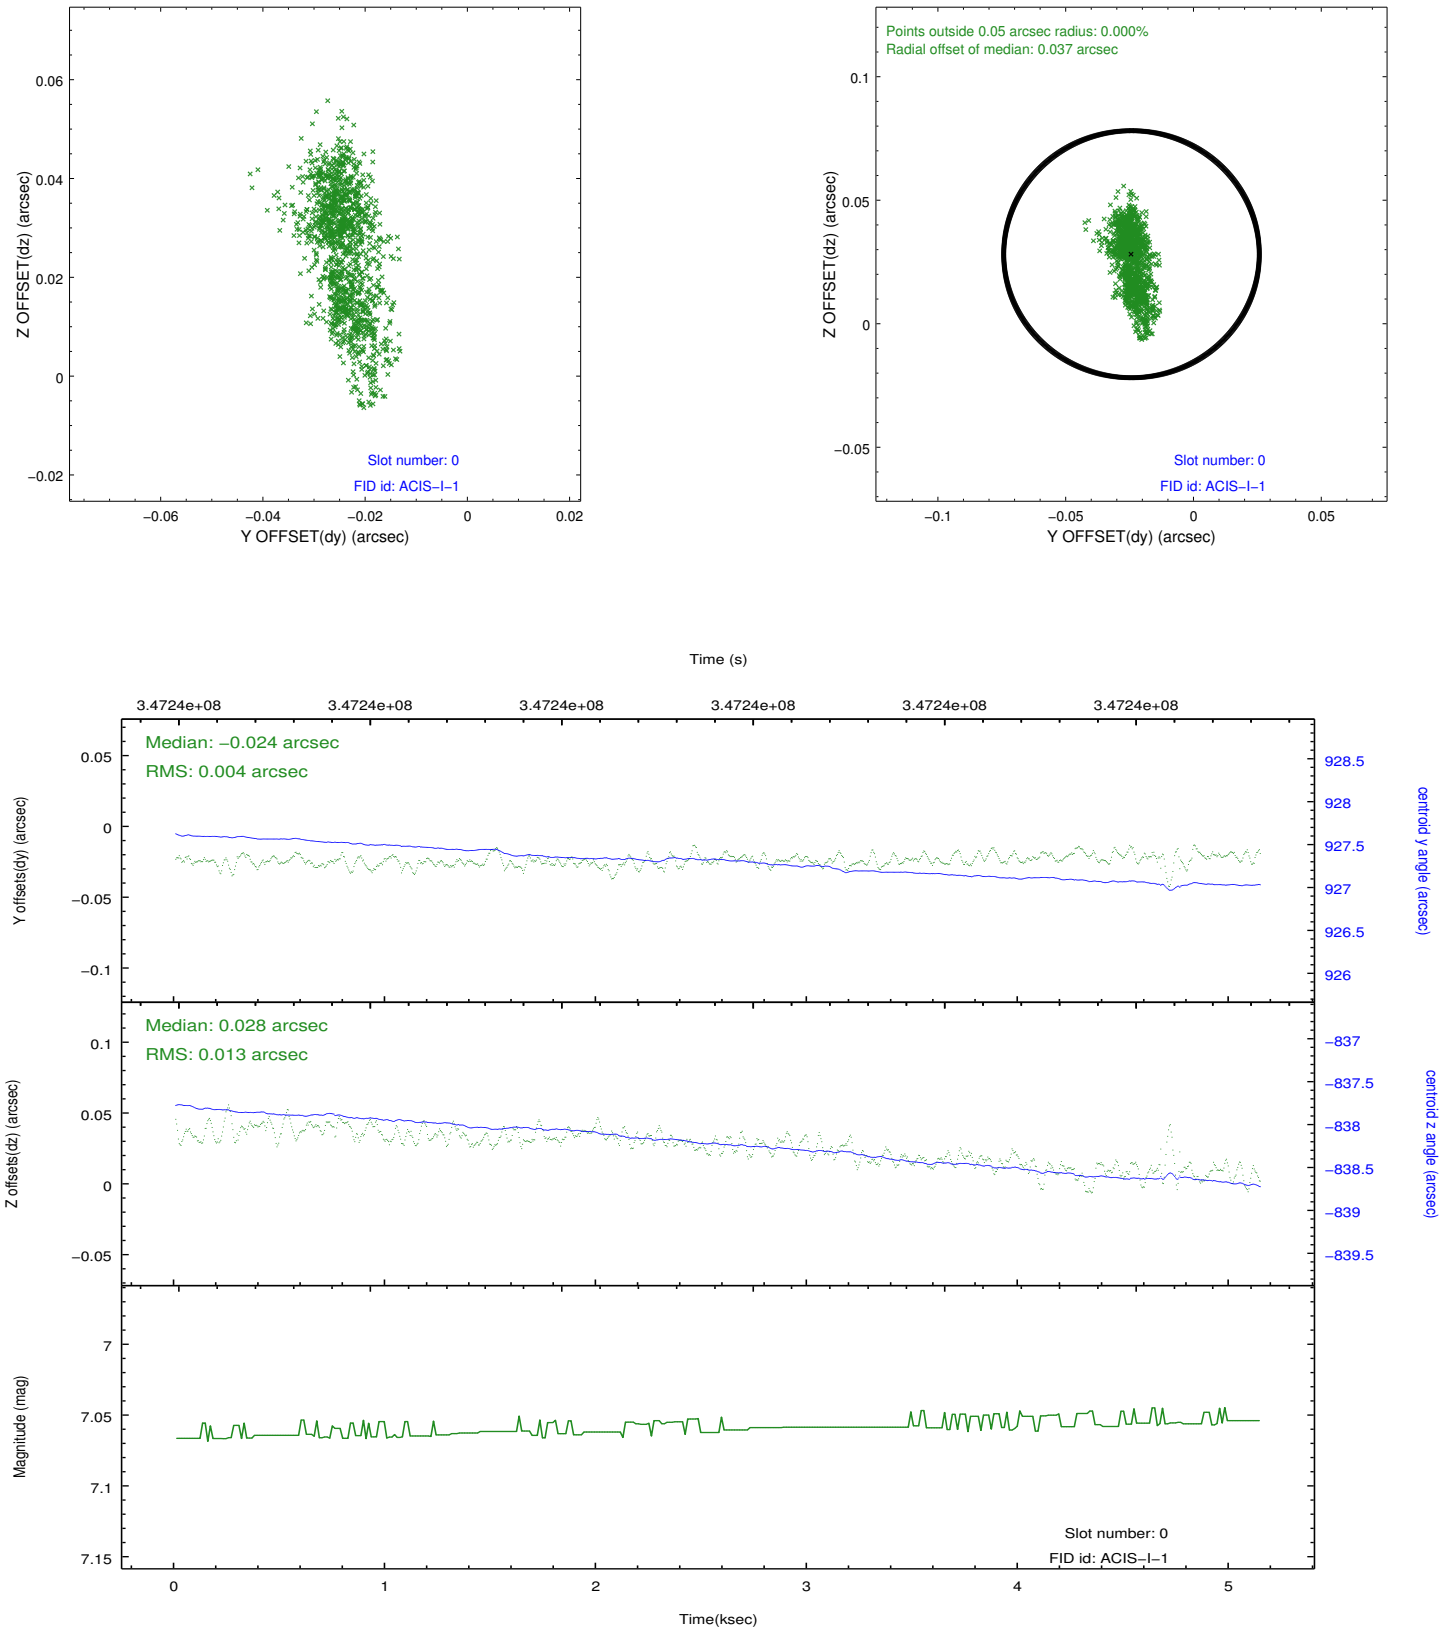 0.06
0.04
0.02
0
−0.02
Z OFFSET(dz) (arcsec)
Slot number: 0
FID id: ACIS−I−1
−0.06
−0.04
−0.02
0
0.02
Y OFFSET(dy) (arcsec)
Points outside 0.05 arcsec radius: 0.000%
Radial offset of median: 0.037 arcsec
0.1
0.05
0
−0.05
Z OFFSET(dz) (arcsec)
Slot number: 0
FID id: ACIS−I−1
−0.1
−0.05
0
0.05
Y OFFSET(dy) (arcsec)
Time (s)
3.4724e+08
3.4724e+08
3.4724e+08
3.4724e+08
3.4724e+08
3.4724e+08
Median: −0.024 arcsec
RMS: 0.004 arcsec
0.05
0
−0.05
−0.1
Y offsets(dy) (arcsec)
928.5
928
927.5
927
926.5
926
centroid y angle (arcsec)
Median: 0.028 arcsec
RMS: 0.013 arcsec
0.1
0.05
0
−0.05
Z offsets(dz) (arcsec)
−837
−837.5
−838
−838.5
−839
−839.5
centroid z angle (arcsec)
7
7.05
7.1
7.15
Magnitude (mag)
Slot number: 0
FID id: ACIS−I−1
0
1
2
3
4
5
Time(ksec)